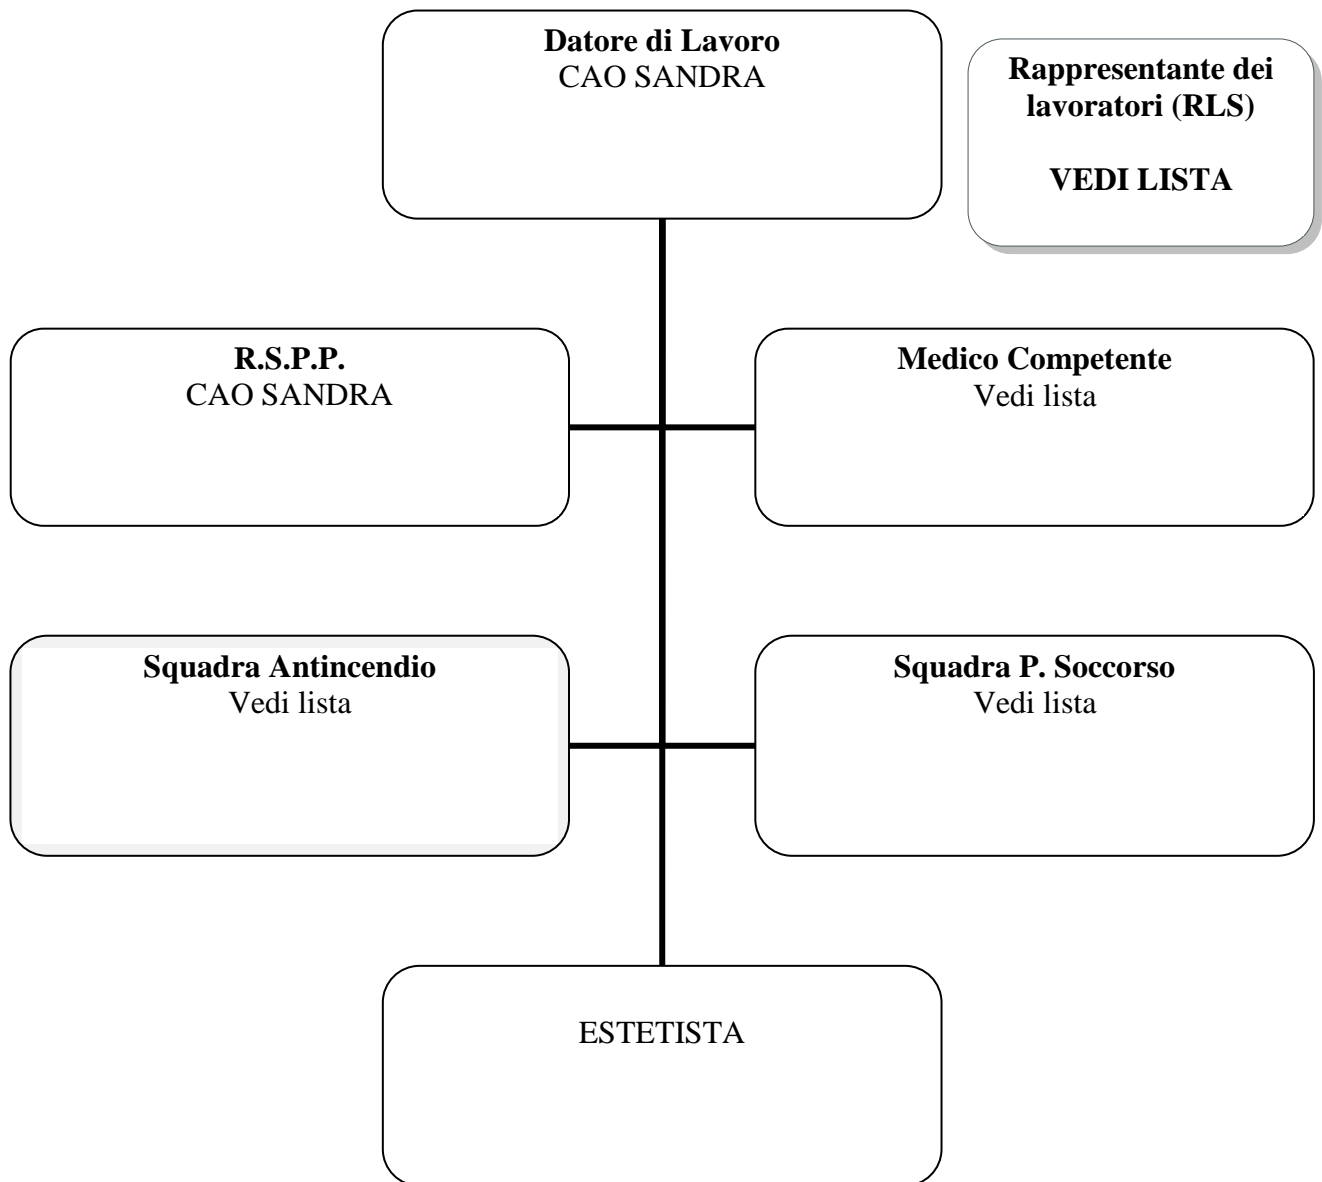 Datore di Lavoro
CAO SANDRA
Rappresentante dei
lavoratori (RLS)
VEDI LISTA
R.S.P.P.
CAO SANDRA
Medico Competente
Vedi lista
Squadra Antincendio
Vedi lista
Squadra P. Soccorso
Vedi lista
ESTETISTA